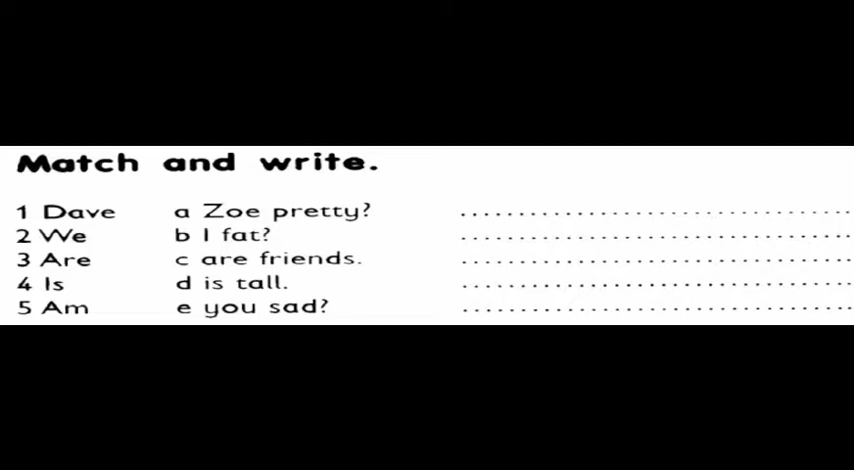 Match and write.
1 Dave a Zoe pretty? ........................................
2 We b I fat? ........................................
3 Are c are friends. ........................................
4 Is d is tall. ........................................
5 Am e you sad? ........................................